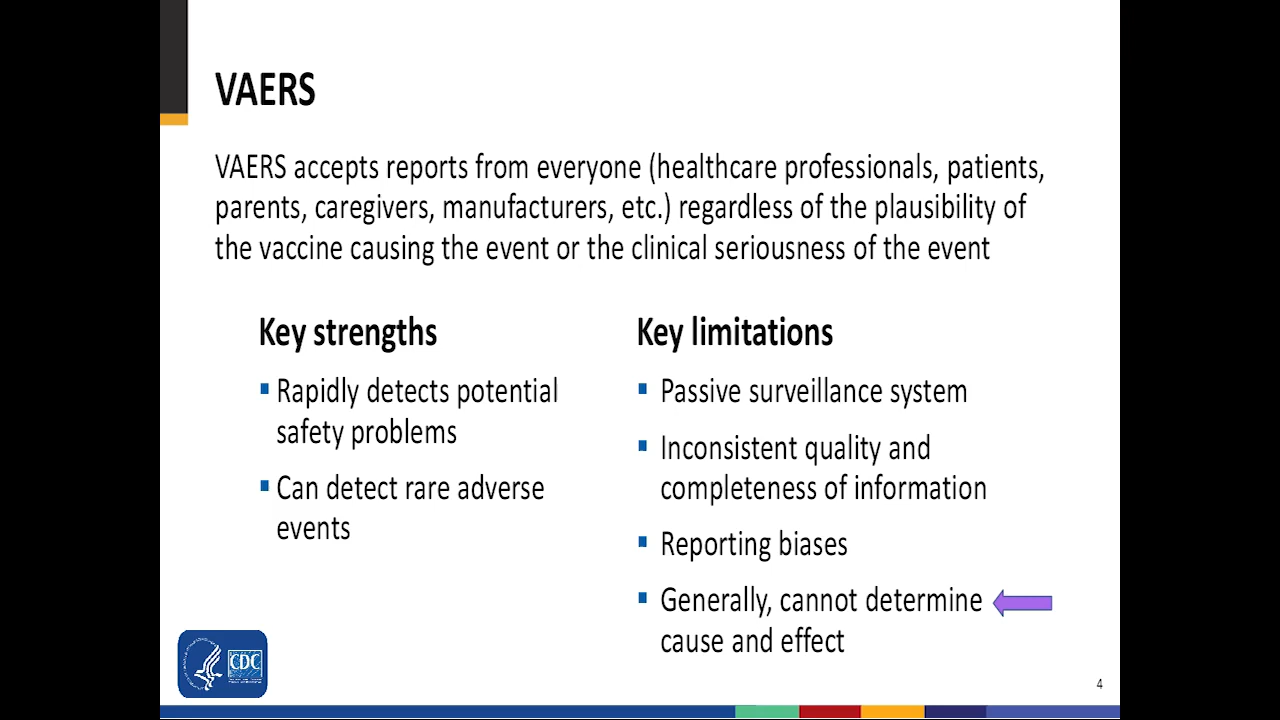 VAERS
VAERS accepts reports from everyone (healthcare professionals, patients,
parents, caregivers, manufacturers, etc.) regardless of the plausibility of
the vaccine causing the event or the clinical seriousness of the event
Key strengths
▪ Rapidly detects potential
safety problems
▪ Can detect rare adverse
events
Key limitations
▪ Passive surveillance system
▪ Inconsistent quality and
completeness of information
▪ Reporting biases
▪ Generally, cannot determine
cause and effect
CDC
4